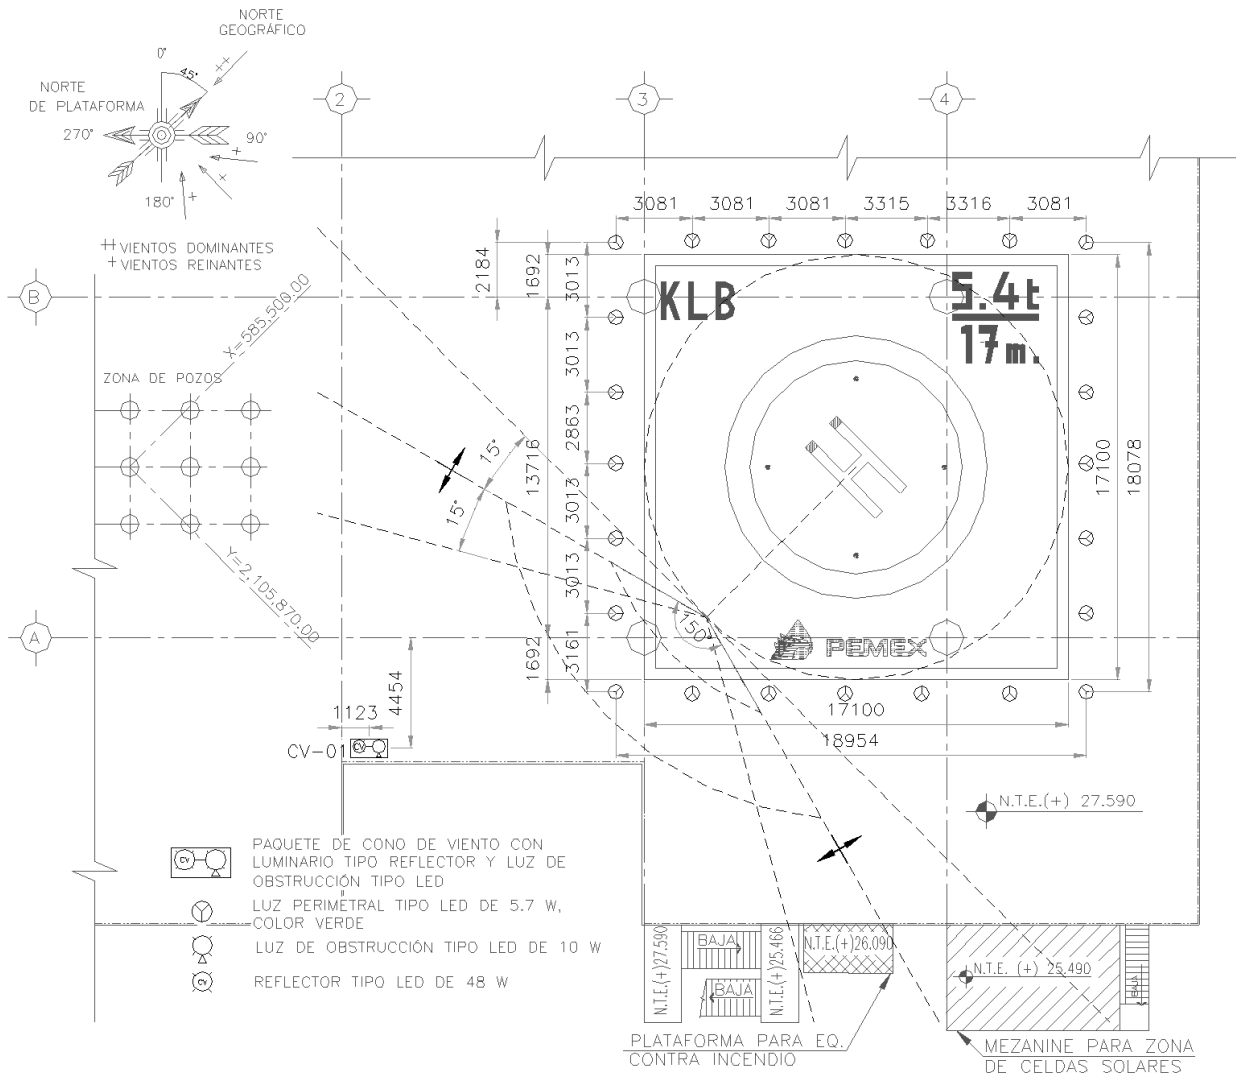 NORTE
GEOGRÁFICO
0°
45°
NORTE
DE PLATAFORMA
270°
90°
180°
VIENTOS DOMINANTES
+ VIENTOS REINANTES
2
3
4
3081
3081
3081
3315
3316
3081
B
A
2184
1692
3013
3013
2863
3013
3013
3161
13716
1692
KLB
5.4t
17m.
H
17100
18078
X=585,500.00
ZONA DE POZOS
Y=2,105,870.00
15°
15°
150°
PEMEX
4454
1123
CV-01
CV
17100
18954
N.T.E.(+) 27.590
CV
PAQUETE DE CONO DE VIENTO CON
LUMINARIO TIPO REFLECTOR Y LUZ DE
OBSTRUCCIÓN TIPO LED
LUZ PERIMETRAL TIPO LED DE 5.7 W,
COLOR VERDE
LUZ DE OBSTRUCCIÓN TIPO LED DE 10 W
REFLECTOR TIPO LED DE 48 W
N.T.E.(+)27.590
BAJA
BAJA
N.T.E.(+)25.466
N.T.E.(+)26.090
N.T.E. (+) 25.490
BAJA
PLATAFORMA PARA EQ.
CONTRA INCENDIO
MEZANINE PARA ZONA
DE CELDAS SOLARES